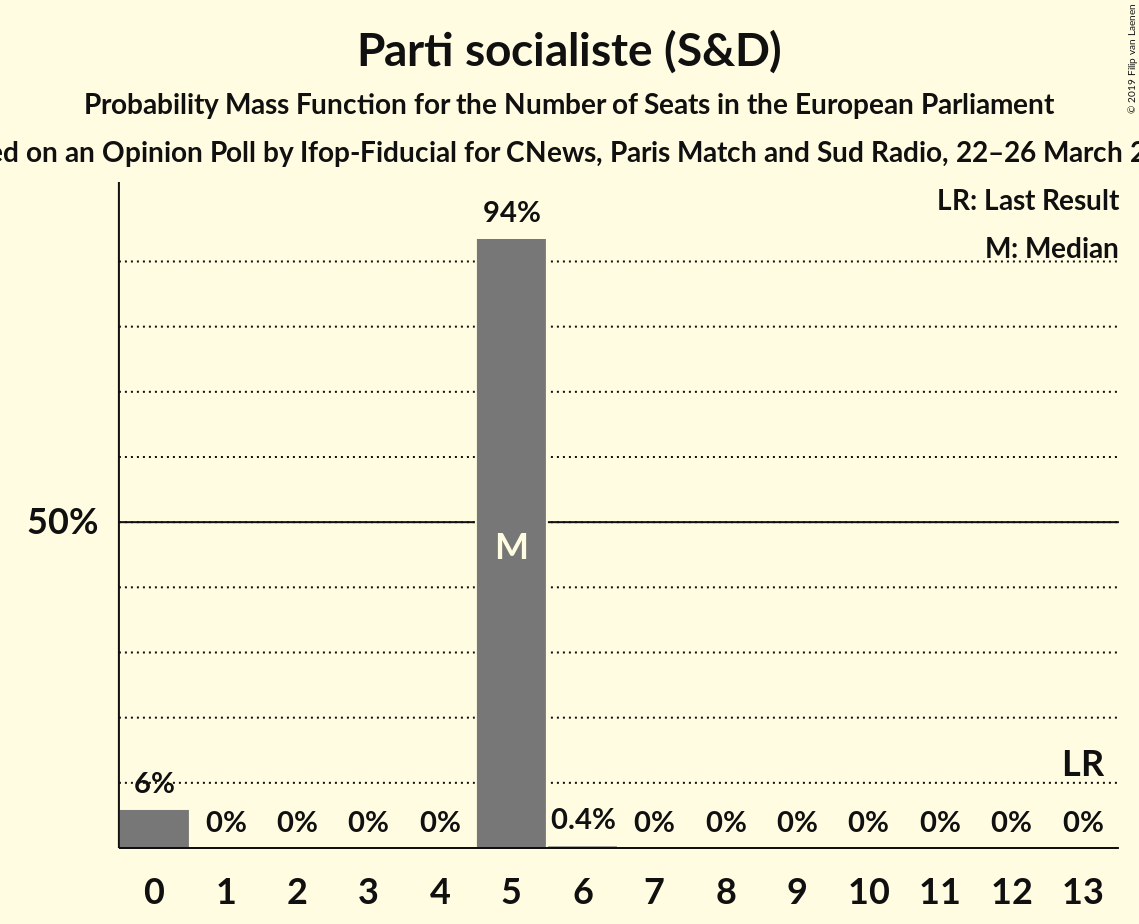 Parti socialiste (S&D)
Probability Mass Function for the Number of Seats in the European Parliament
on an Opinion Poll by Ifop-Fiducial for CNews, Paris Match and Sud Radio, 22–26 March
© 2019 Filip van Laenen
LR: Last Result
M: Median
94%
50%
M
LR
6% 0% 0% 0% 0% 0.4% 0% 0% 0% 0% 0% 0% 0%
0 1 2 3 4 5 6 7 8 9 10 11 12 13